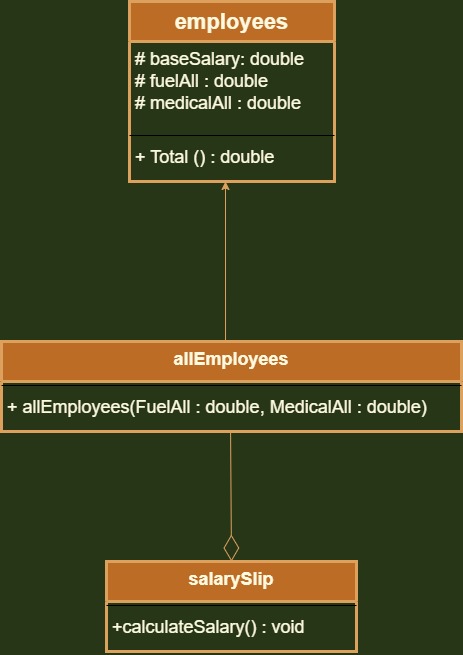 employees
# baseSalary: double
# fuelAll : double
# medicalAll : double
+ Total () : double
allEmployees
+ allEmployees(FuelAll : double, MedicalAll : double)
salarySlip
+calculateSalary() : void